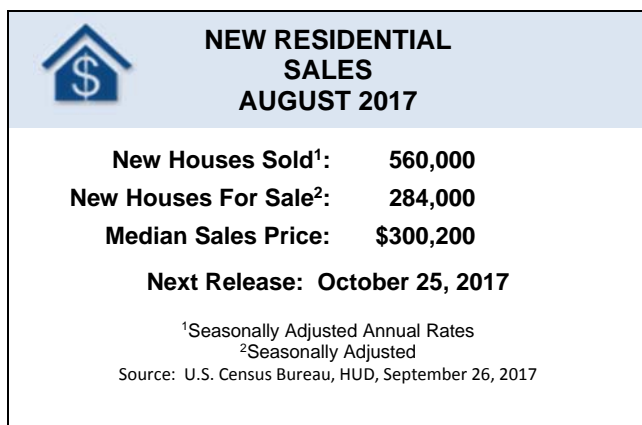 NEW RESIDENTIAL
SALES
AUGUST 2017
$
New Houses Sold¹: 560,000
New Houses For Sale²: 284,000
Median Sales Price: $300,200
Next Release: October 25, 2017
¹Seasonally Adjusted Annual Rates
²Seasonally Adjusted
Source: U.S. Census Bureau, HUD, September 26, 2017